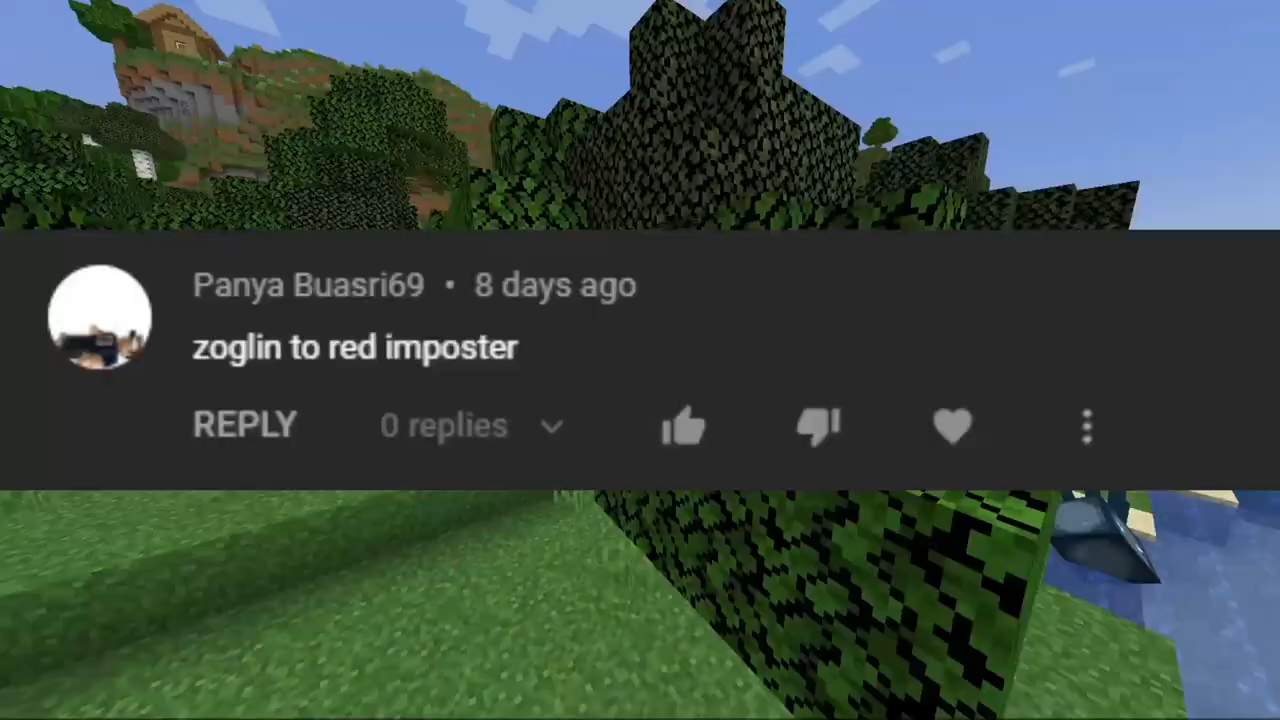 Panya Buasri69 • 8 days ago
zoglin to red imposter
REPLY 0 replies